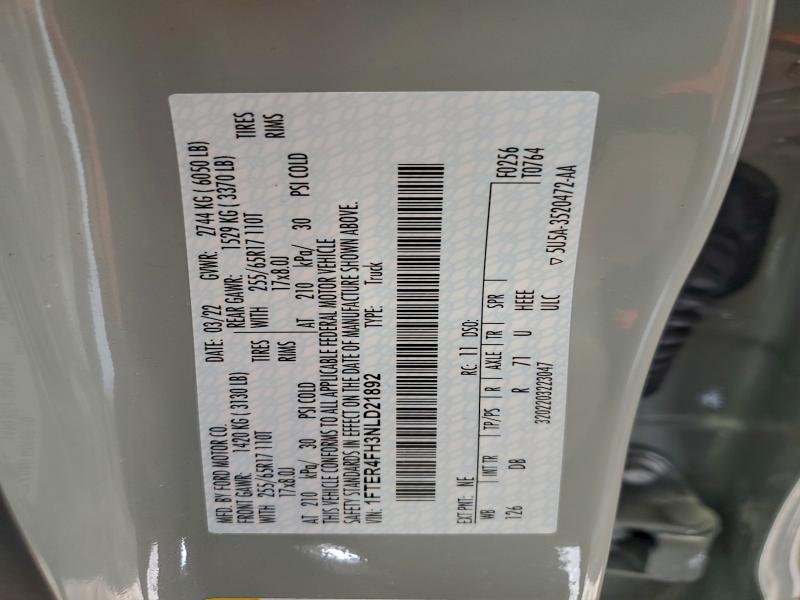 MFD. BY FORD MOTOR CO.
DATE: 03/22 GVWR: 2744 KG ( 6050 LB)
FRONT GAWR: 1420 KG ( 3130 LB) REAR GAWR: 1529 KG ( 3370 LB)
WITH 255/65R17 110T TIRES WITH 255/65R17 110T TIRES
17x8.0J RIMS 17x8.0J RIMS
AT 210 kPa/ 30 PSI COLD AT 210 kPa/ 30 PSI COLD
THIS VEHICLE CONFORMS TO ALL APPLICABLE FEDERAL MOTOR VEHICLE
SAFETY STANDARDS IN EFFECT ON THE DATE OF MANUFACTURE SHOWN ABOVE.
VIN: 1FTER4FH3NLD21892 TYPE: Truck
EXT PNT: NE RC: 11 DSO: F0256
WB INT TR TP/PS R AXLE TR SPR T0764
126 DB R 71 U HEEE
3202203223047 ULC ▽ 5U5A-3520472-AA